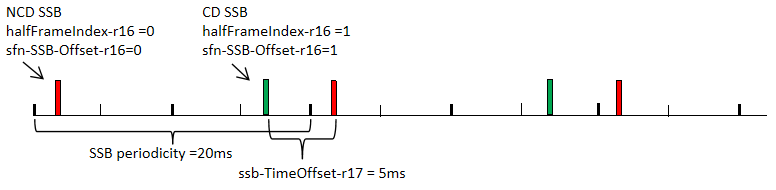 NCD SSB
halfFrameIndex-r16 =0
sfn-SSB-Offset-r16=0
CD SSB
halfFrameIndex-r16 =1
sfn-SSB-Offset-r16=1
SSB periodicity =20ms
ssb-TimeOffset-r17 = 5ms